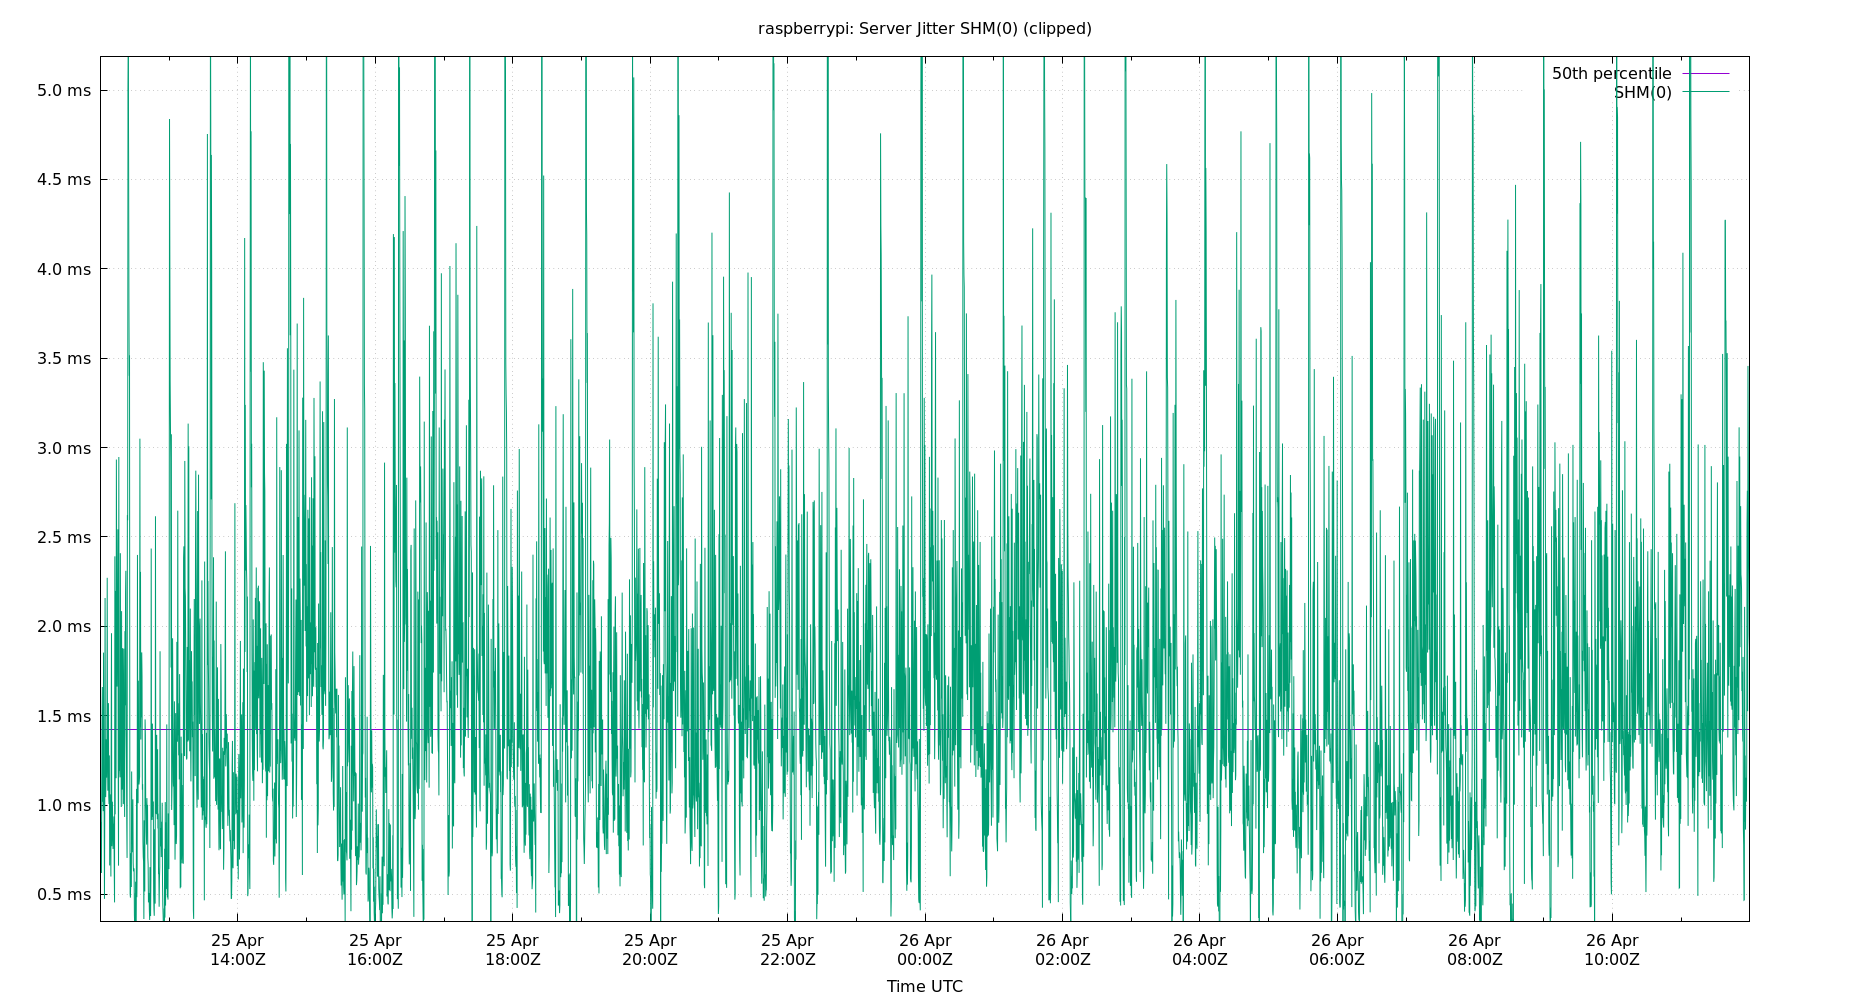 raspberrypi: Server Jitter SHM(0) (clipped)
50th percentile
SHM(0)
5.0 ms
4.5 ms
4.0 ms
3.5 ms
3.0 ms
2.5 ms
2.0 ms
1.5 ms
1.0 ms
0.5 ms
25 Apr 25 Apr 25 Apr 25 Apr 25 Apr 26 Apr 26 Apr 26 Apr 26 Apr 26 Apr 26 Apr
14:00Z 16:00Z 18:00Z 20:00Z 22:00Z 00:00Z 02:00Z 04:00Z 06:00Z 08:00Z 10:00Z
Time UTC